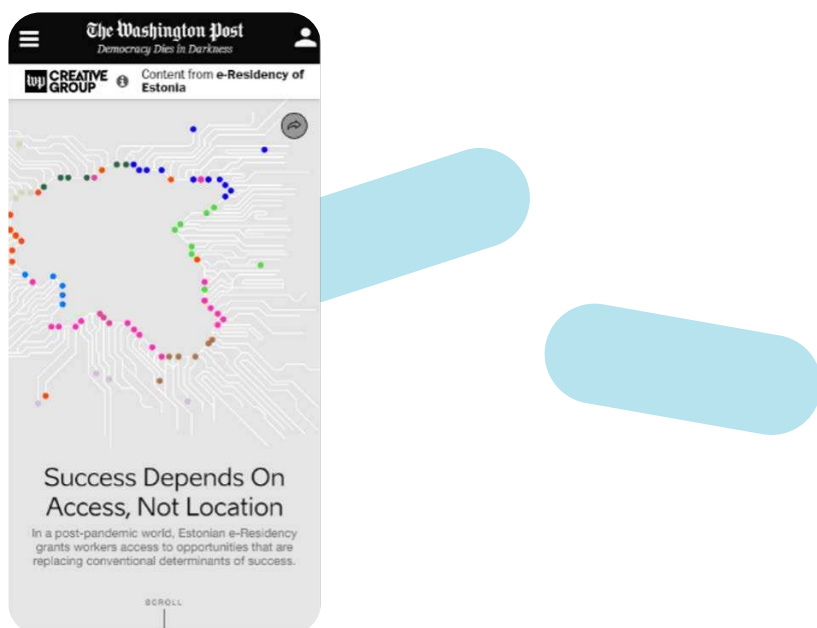 The Washington Post
Democracy Dies in Darkness
wp CREATIVE GROUP
Content from e-Residency of
Estonia
Success Depends On
Access, Not Location
In a post-pandemic world, Estonian e-Residency
grants workers access to opportunities that are
replacing conventional determinants of success.
SCROLL